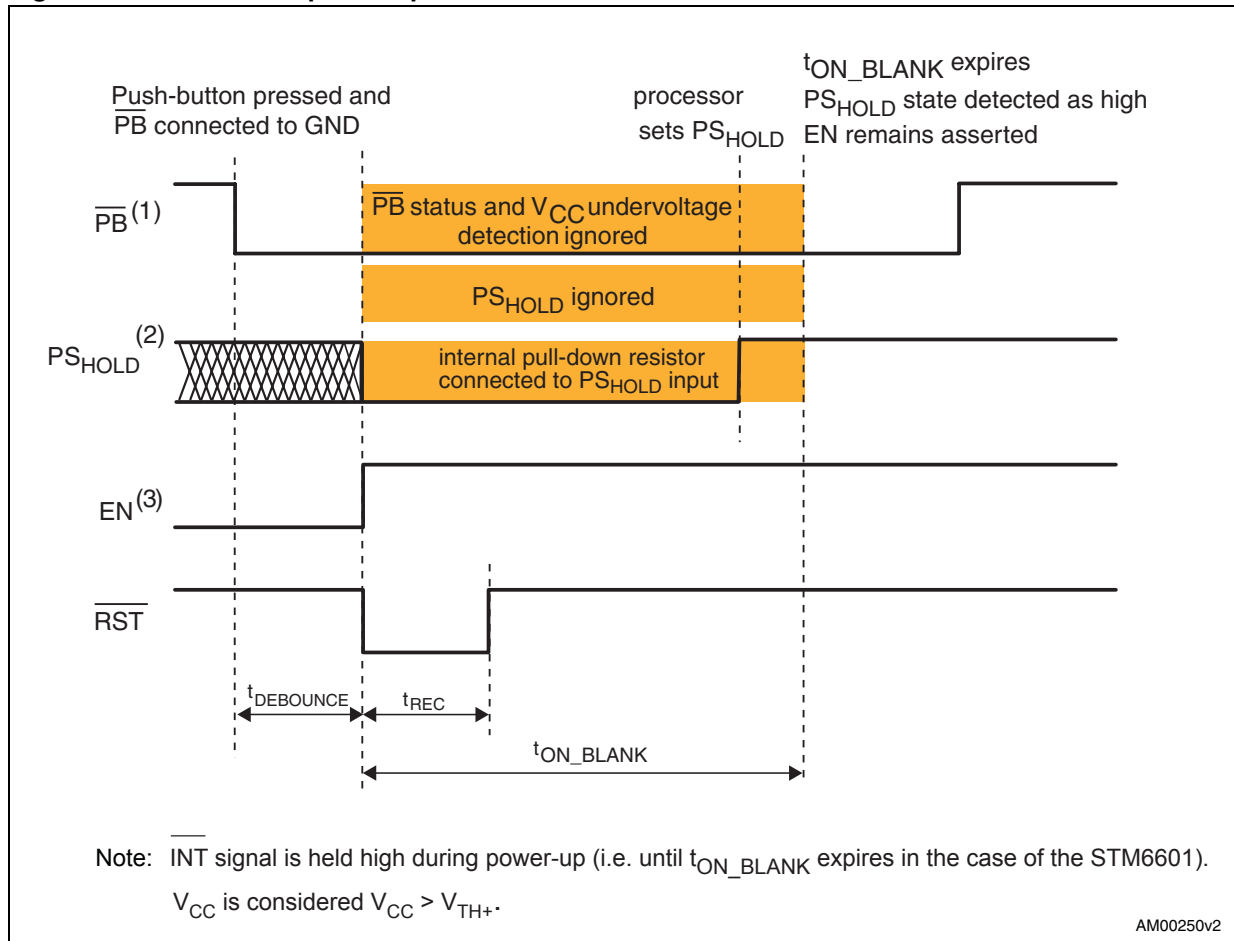 Push-button pressed and
PB connected to GND
processor
sets PSHOLD
tON_BLANK expires
PSHOLD state detected as high
EN remains asserted
PB(1)
PB status and VCC undervoltage
detection ignored
PSHOLD ignored
PSHOLD(2)
internal pull-down resistor
connected to PSHOLD input
EN(3)
RST
tDEBOUNCE
tREC
tON_BLANK
Note: INT signal is held high during power-up (i.e. until tON_BLANK expires in the case of the STM6601).
VCC is considered VCC > VTH+.
AM00250v2